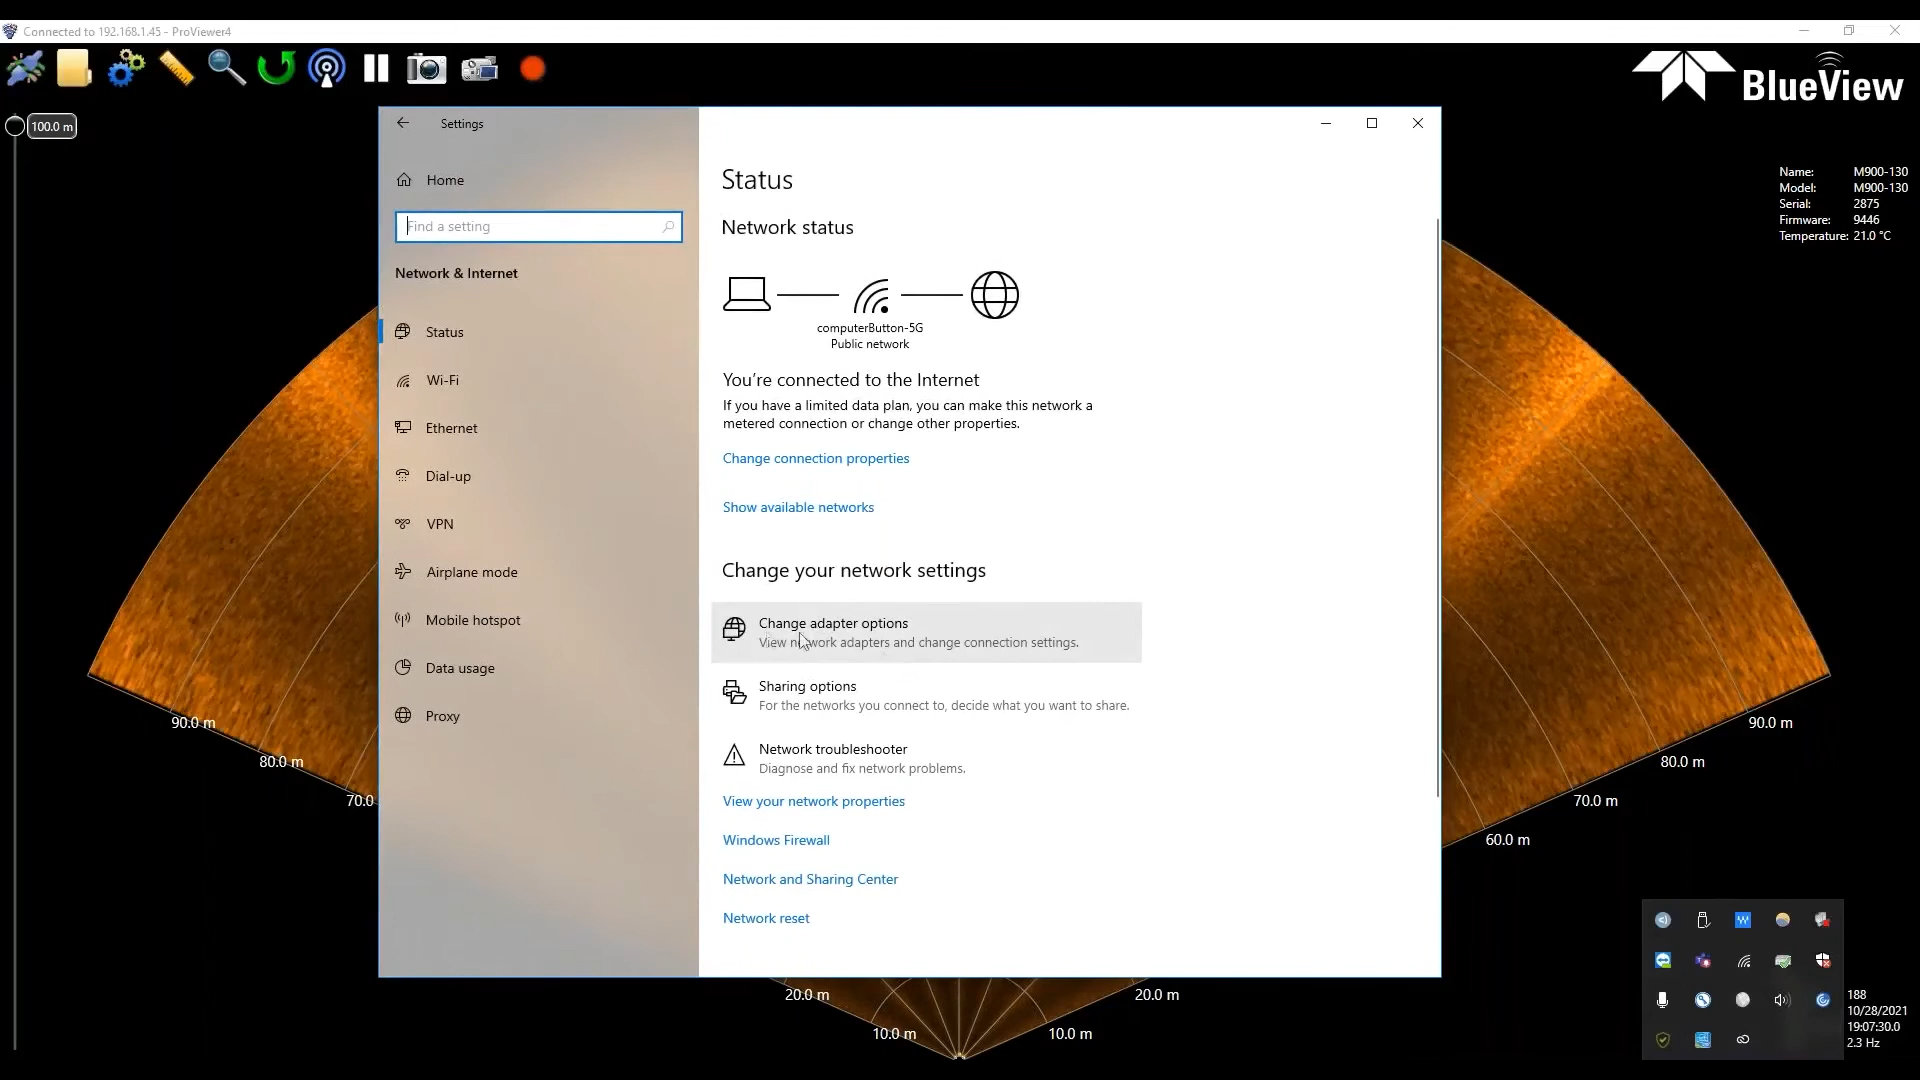 Connected to 192.168.1.45 - ProViewer4
BlueView
100.0 m
Name: M900-130
Model: M900-130
Serial: 2875
Firmware: 9446
Temperature: 21.0 °C
Settings
Home
Find a setting
Network & Internet
Status
Wi-Fi
Ethernet
Dial-up
VPN
Airplane mode
Mobile hotspot
Data usage
Proxy
Status
Network status
computerButton-5G
Public network
You're connected to the Internet
If you have a limited data plan, you can make this network a
metered connection or change other properties.
Change connection properties
Show available networks
Change your network settings
Change adapter options
View network adapters and change connection settings.
Sharing options
For the networks you connect to, decide what you want to share.
Network troubleshooter
Diagnose and fix network problems.
View your network properties
Windows Firewall
Network and Sharing Center
Network reset
90.0 m
80.0 m
70.0
90.0 m
80.0 m
70.0 m
60.0 m
20.0 m
20.0 m
10.0 m
10.0 m
188
10/28/2021
19:07:30.0
2.3 Hz